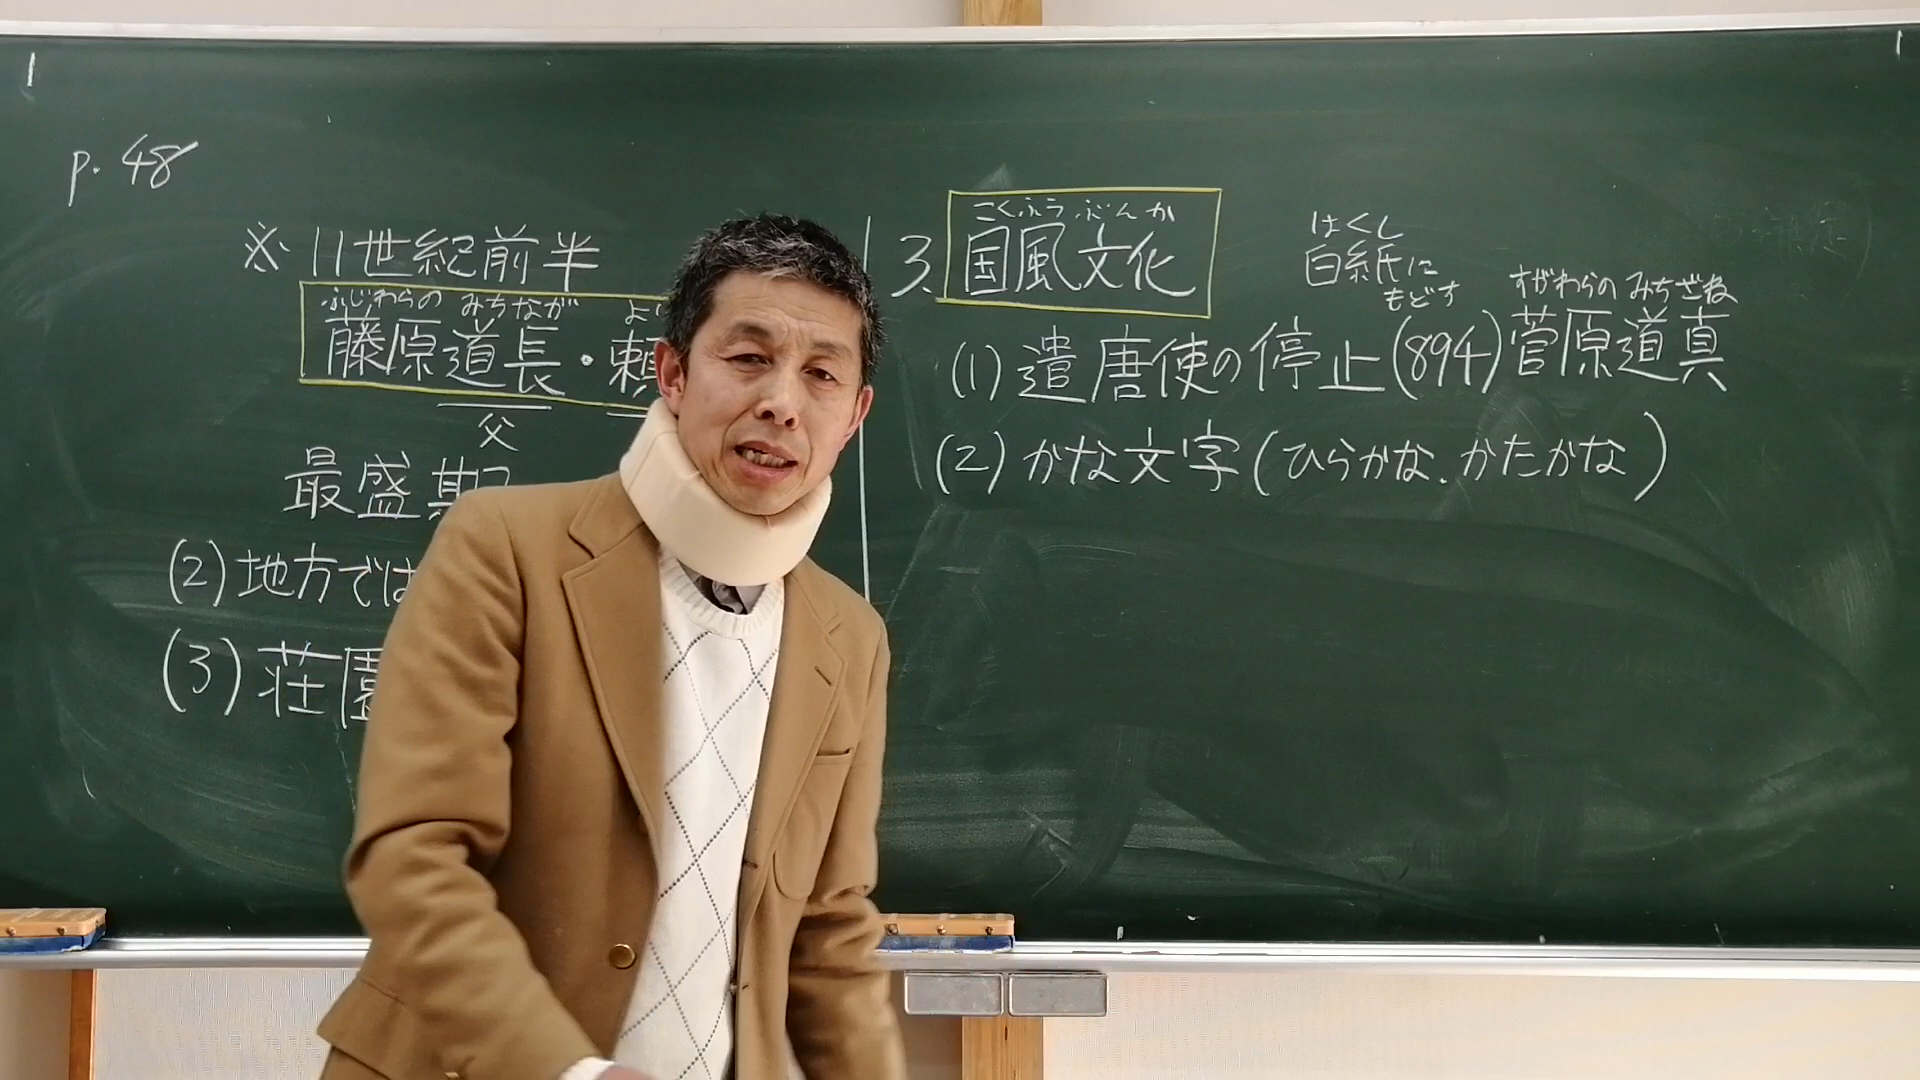 p. 48
※ 11世紀前半
ふじわらの みちなが よ
藤原道長・頼
父
最盛期
(2) 地方では
(3) 荘園
3. 国風文化
こくふうぶんか
はくし
白紙に
もどす
すがわらの みちざね
(1) 遣唐使の停止(894)菅原道真
(2) かな文字(ひらかな、かたかな)